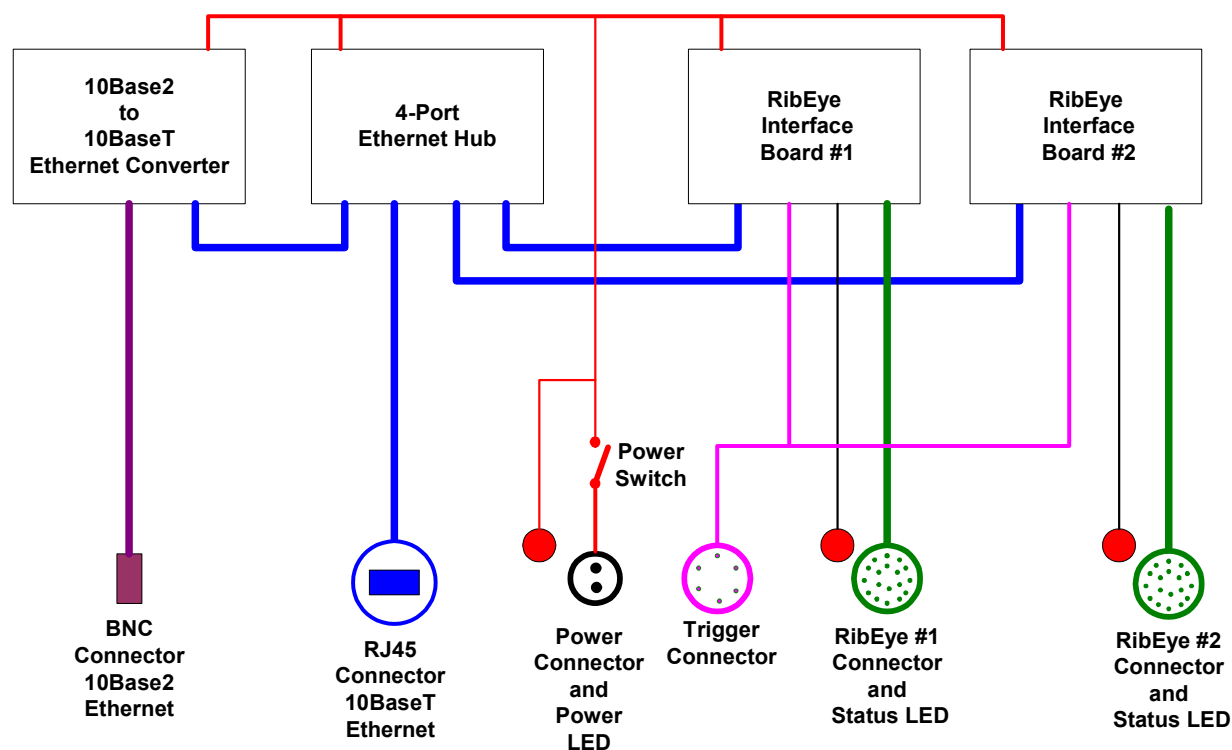 10Base2
to
10BaseT
Ethernet Converter
4-Port
Ethernet Hub
RibEye
Interface
Board #1
RibEye
Interface
Board #2
Power
Switch
BNC
Connector
10Base2
Ethernet
RJ45
Connector
10BaseT
Ethernet
Power
Connector
and
Power
LED
Trigger
Connector
RibEye #1
Connector
and
Status LED
RibEye #2
Connector
and
Status LED